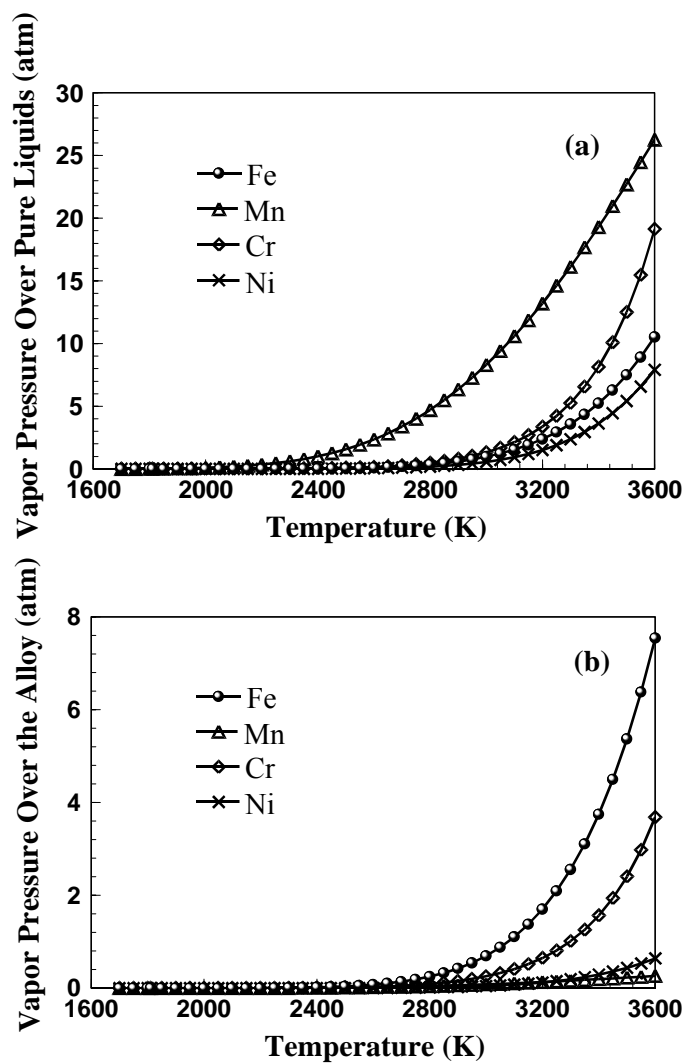 Vapor Pressure Over Pure Liquids (atm)
30
25
20
15
10
5
0
(a)
Fe
Mn
Cr
Ni
1600 2000 2400 2800 3200 3600
Temperature (K)
Vapor Pressure Over the Alloy (atm)
8
6
4
2
0
(b)
Fe
Mn
Cr
Ni
1600 2000 2400 2800 3200 3600
Temperature (K)